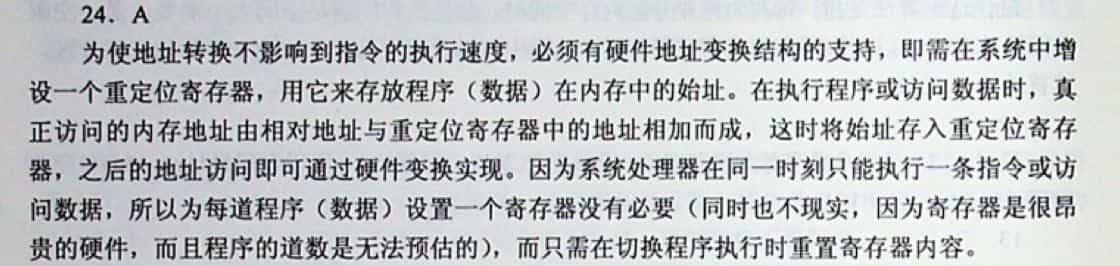 24. A
为使地址转换不影响到指令的执行速度，必须有硬件地址变换结构的支持，即需在系统中增
设一个重定位寄存器，用它来存放程序（数据）在内存中的始址。在执行程序或访问数据时，真
正访问的内存地址由相对地址与重定位寄存器中的地址相加而成，这时将始址存入重定位寄存
器，之后的地址访问即可通过硬件变换实现。因为系统处理器在同一时刻只能执行一条指令或访
问数据，所以为每道程序（数据）设置一个寄存器没有必要（同时也不现实，因为寄存器是很昂
贵的硬件，而且程序的道数是无法预估的），而只需在切换程序执行时重置寄存器内容。